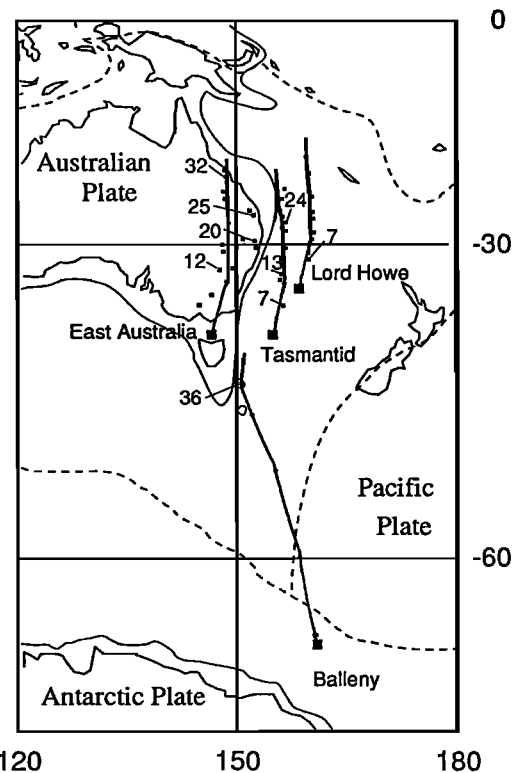 0
Australian
Plate
32
25
24
20
7
-30
12
13
Lord Howe
7
East Australia
Tasmantid
36
Pacific
Plate
-60
Balleny
Antarctic Plate
120
150
180